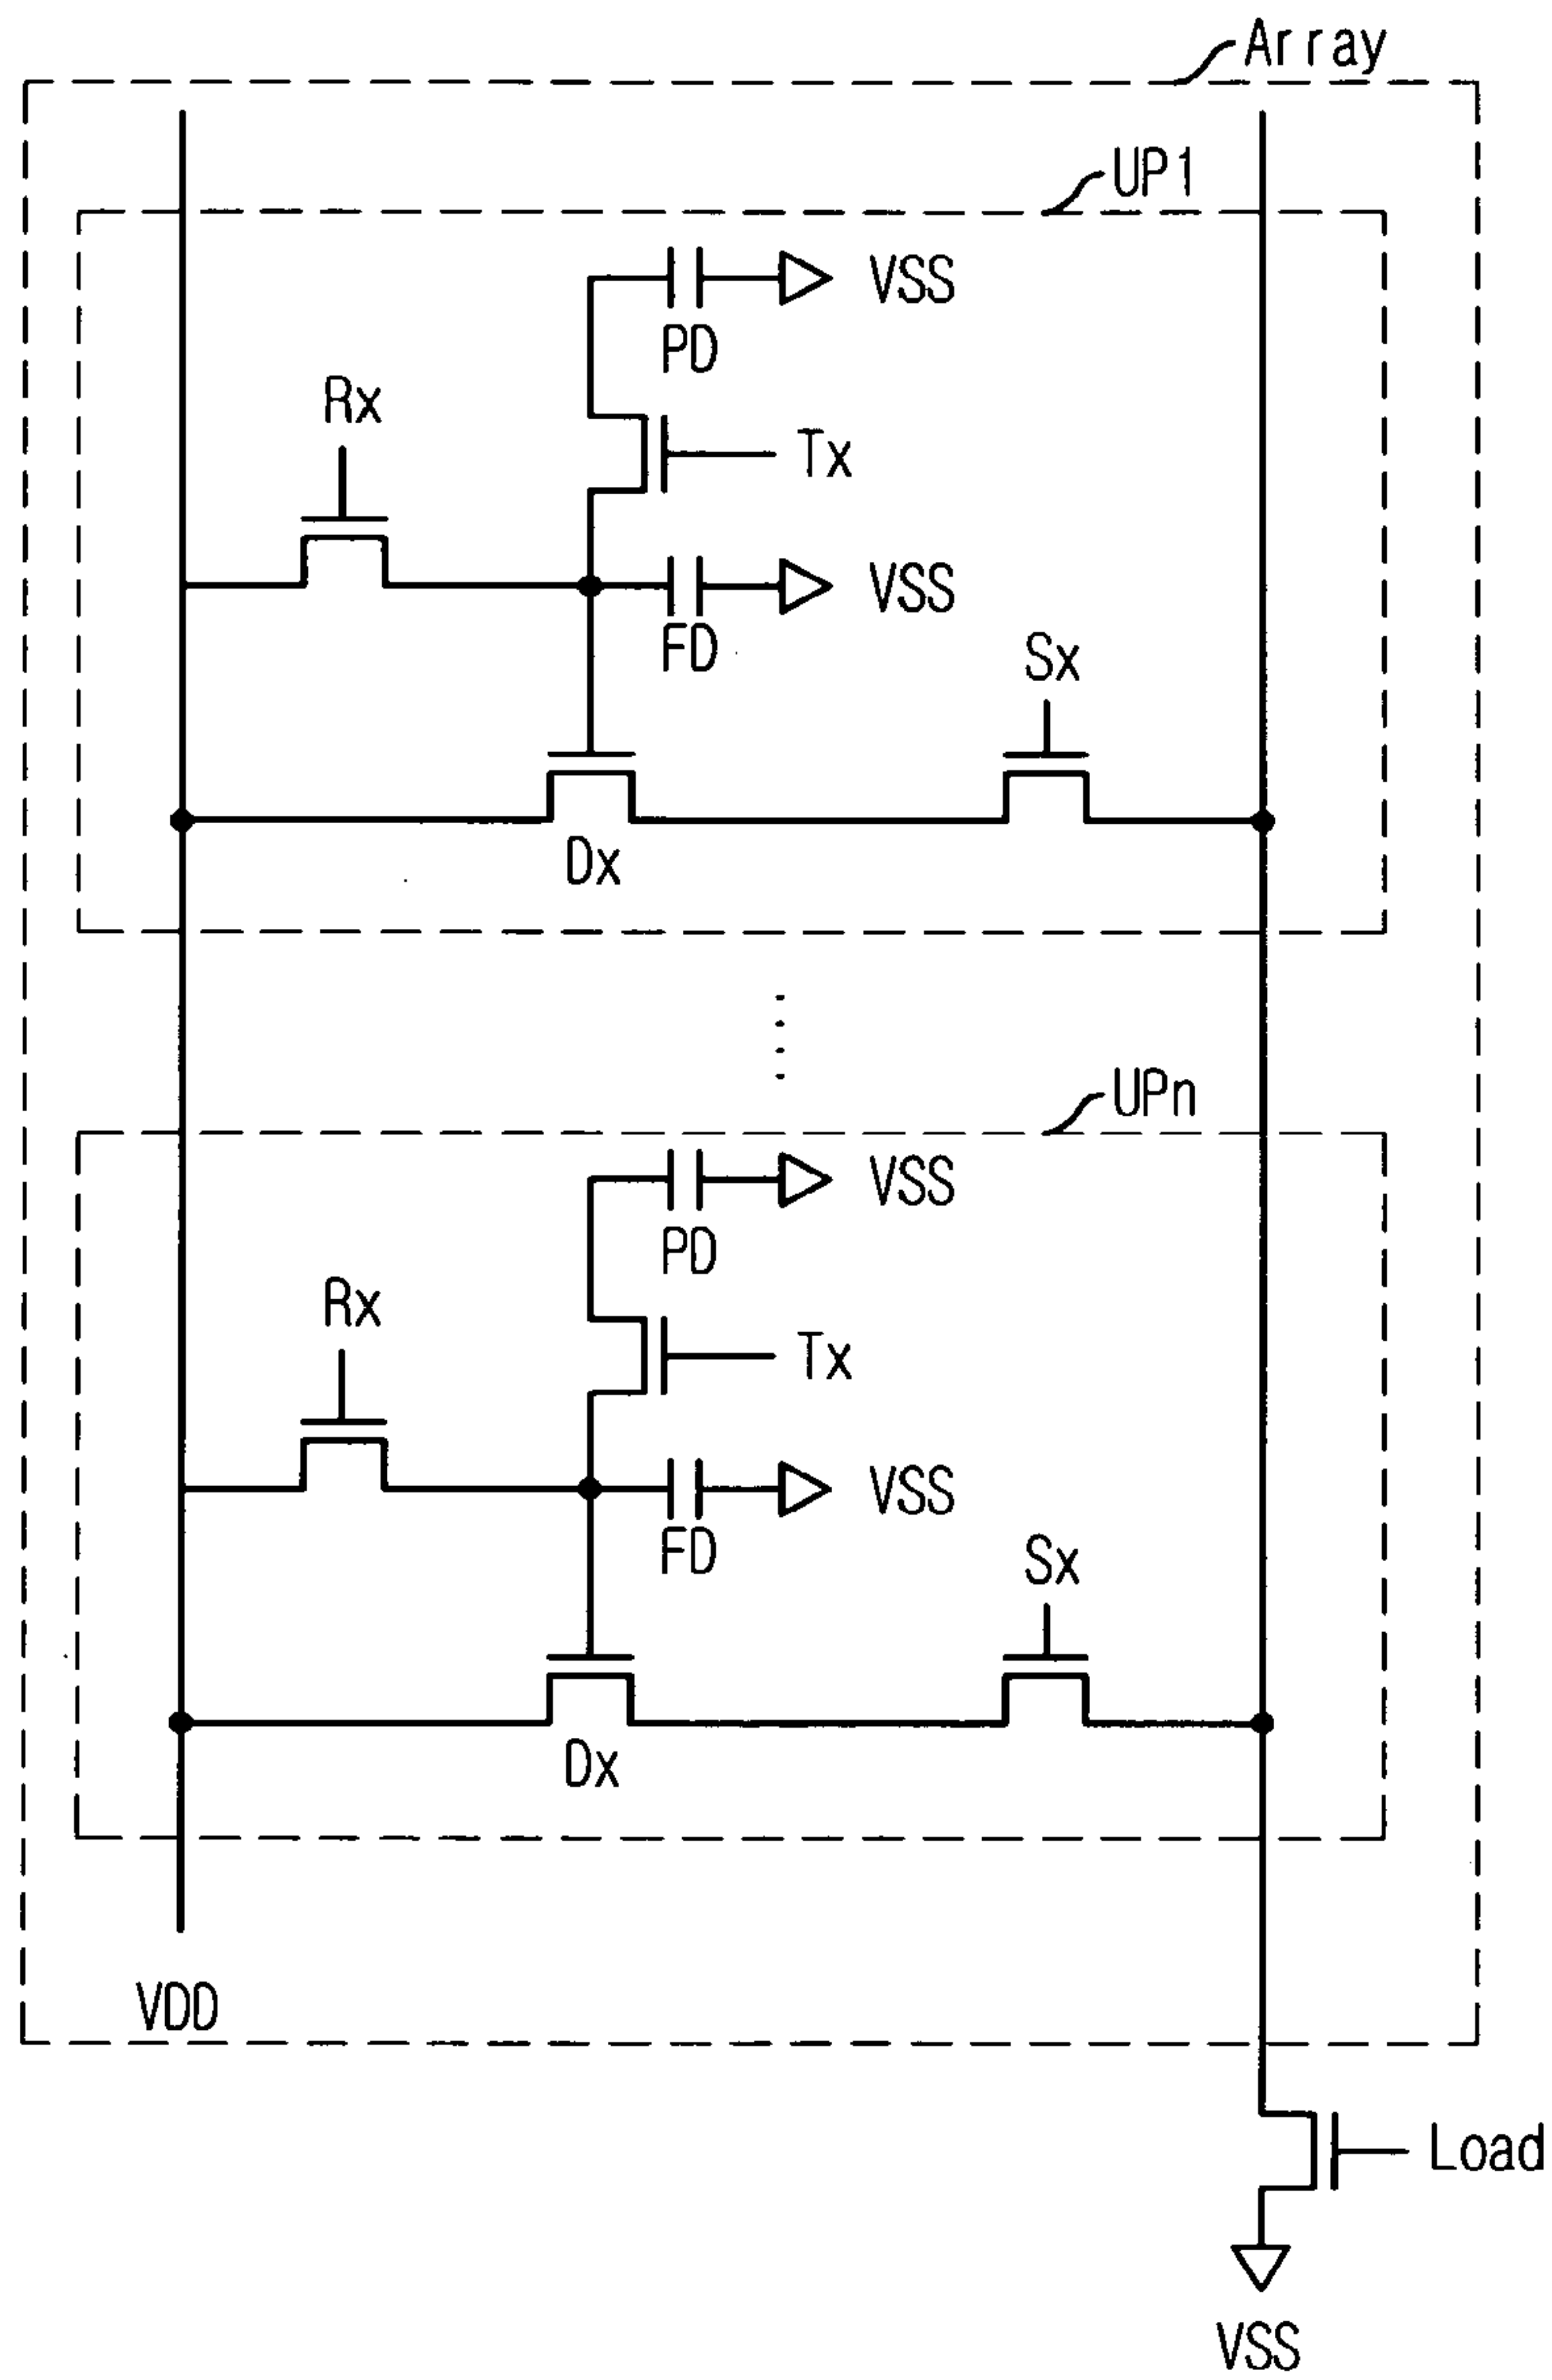 Array
UP1
VSS
PD
Rx
Tx
VSS
FD
Sx
Dx
UPn
VSS
PD
Rx
Tx
VSS
FD
Sx
Dx
VDD
Load
VSS